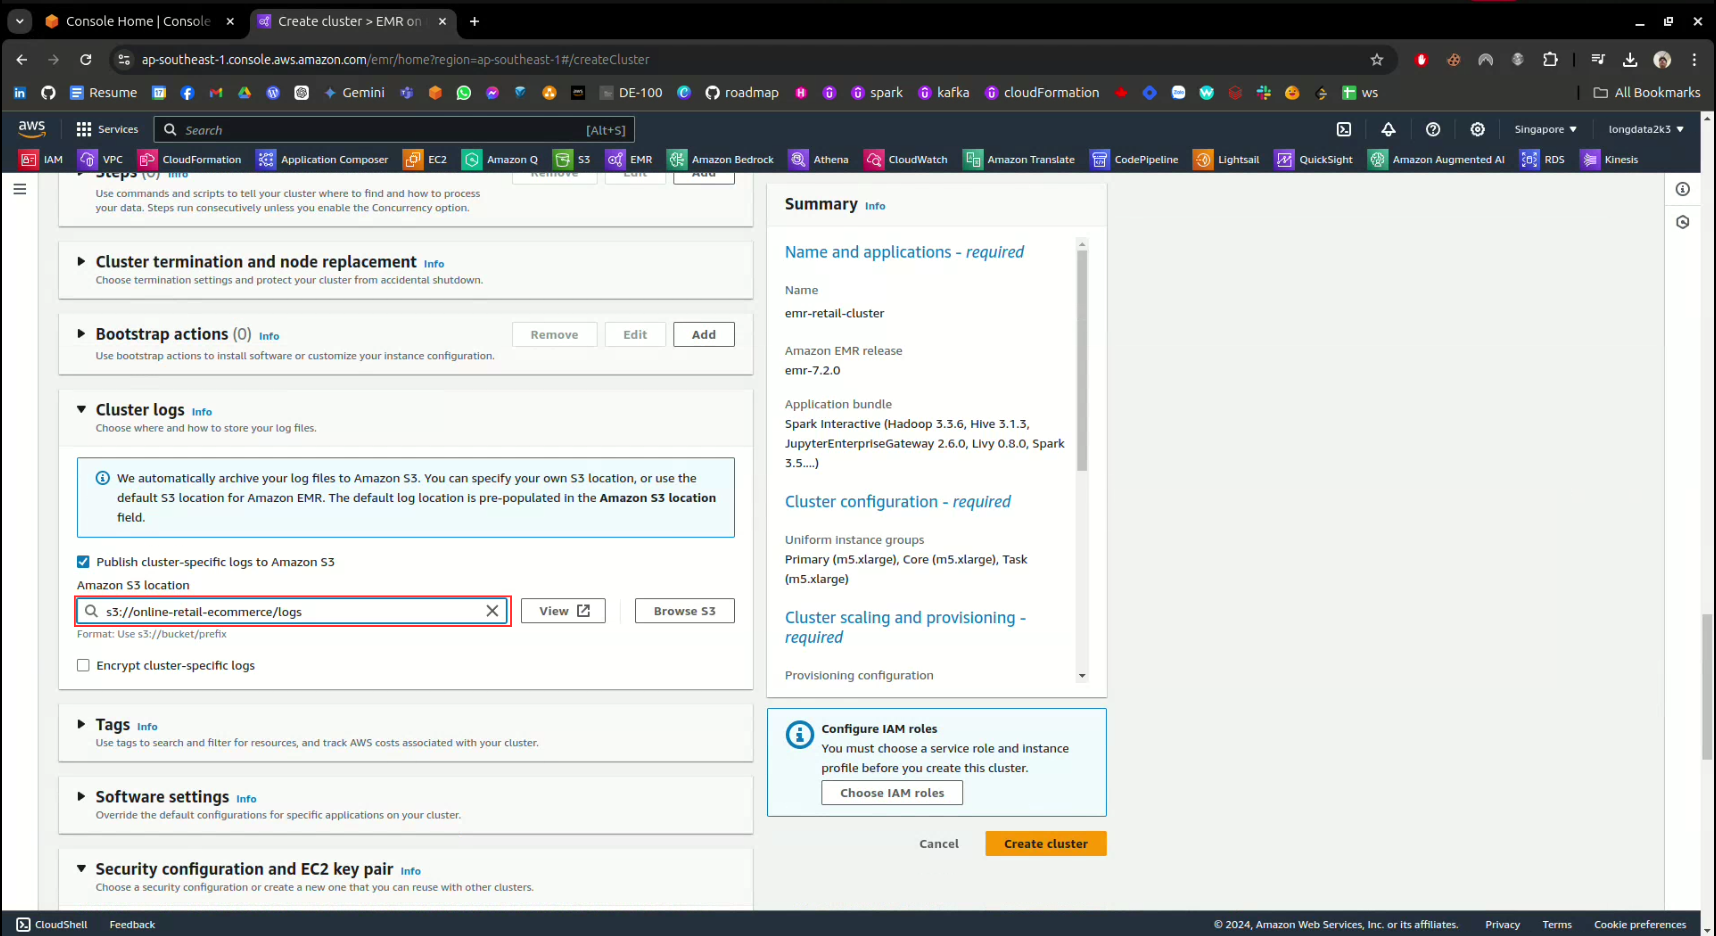 Console Home | Console
Create cluster > EMR on
ap-southeast-1.console.aws.amazon.com/emr/home?region=ap-southeast-1#/createCluster
Resume
Gemini
DE-100
roadmap
spark
kafka
cloudFormation
ws
All Bookmarks
aws
Services
Search
[Alt+S]
Singapore
longdata2k3
IAM
VPC
CloudFormation
Application Composer
EC2
Amazon Q
S3
EMR
Amazon Bedrock
Athena
CloudWatch
Amazon Translate
CodePipeline
Lightsail
QuickSight
Amazon Augmented AI
RDS
Kinesis
Steps (0) Info
Remove
Edit
Add
Use commands and scripts to tell your cluster where to find and how to process
your data. Steps run consecutively unless you enable the Concurrency option.
Cluster termination and node replacement Info
Choose termination settings and protect your cluster from accidental shutdown.
Bootstrap actions (0) Info
Remove
Edit
Add
Use bootstrap actions to install software or customize your instance configuration.
Cluster logs Info
Choose where and how to store your log files.
We automatically archive your log files to Amazon S3. You can specify your own S3 location, or use the
default S3 location for Amazon EMR. The default log location is pre-populated in the Amazon S3 location
field.
Publish cluster-specific logs to Amazon S3
Amazon S3 location
s3://online-retail-ecommerce/logs
View
Browse S3
Format: Use s3://bucket/prefix
Encrypt cluster-specific logs
Tags Info
Use tags to search and filter for resources, and track AWS costs associated with your cluster.
Software settings Info
Override the default configurations for specific applications on your cluster.
Security configuration and EC2 key pair Info
Choose a security configuration or create a new one that you can reuse with other clusters.
Summary Info
Name and applications - required
Name
emr-retail-cluster
Amazon EMR release
emr-7.2.0
Application bundle
Spark Interactive (Hadoop 3.3.6, Hive 3.1.3,
JupyterEnterpriseGateway 2.6.0, Livy 0.8.0, Spark
3.5....)
Cluster configuration - required
Uniform instance groups
Primary (m5.xlarge), Core (m5.xlarge), Task
(m5.xlarge)
Cluster scaling and provisioning -
required
Provisioning configuration
Configure IAM roles
You must choose a service role and instance
profile before you create this cluster.
Choose IAM roles
Cancel
Create cluster
CloudShell
Feedback
© 2024, Amazon Web Services, Inc. or its affiliates.
Privacy
Terms
Cookie preferences